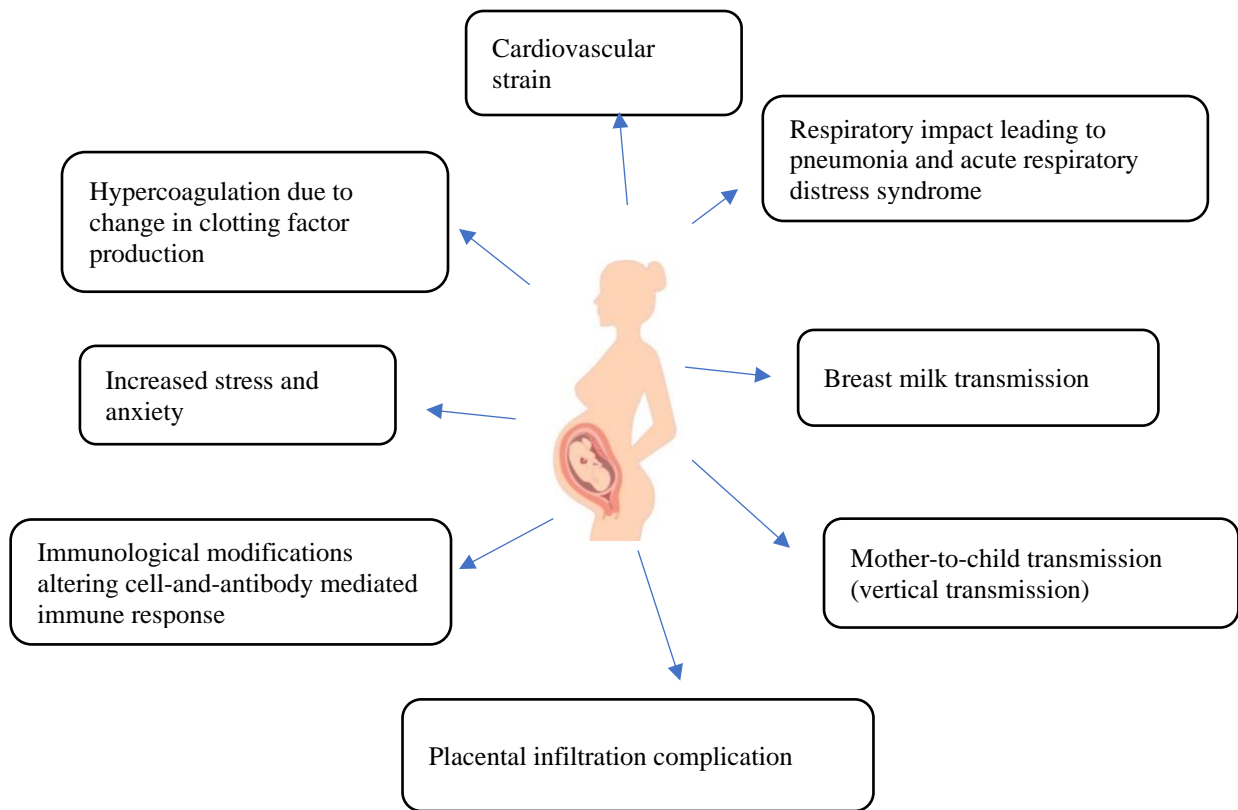 Cardiovascular
strain
Respiratory impact leading to
pneumonia and acute respiratory
distress syndrome
Hypercoagulation due to
change in clotting factor
production
Increased stress and
anxiety
Breast milk transmission
Immunological modifications
altering cell-and-antibody mediated
immune response
Mother-to-child transmission
(vertical transmission)
Placental infiltration complication